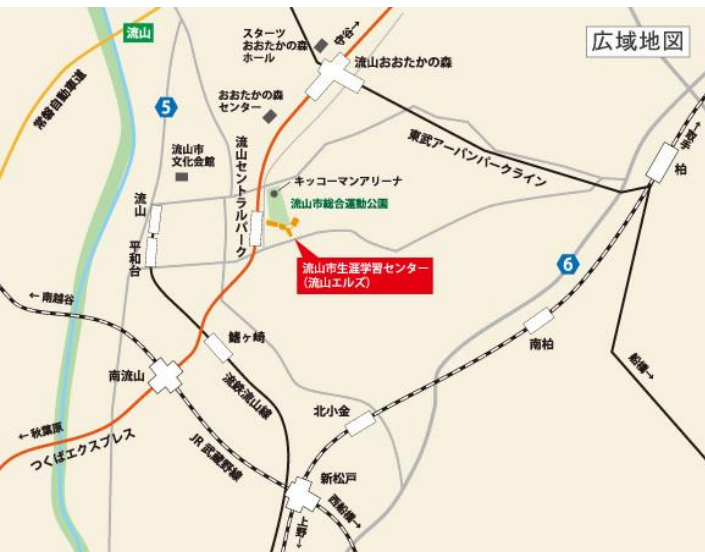 広域地図
流山
スターツ
おおたかの森
ホール
守谷→
流山おおたかの森
常磐自動車道
5
おおたかの森
センター
流山市
文化会館
流山セントラルパーク
キッコーマンアリーナ
流山市総合運動公園
東武アーバンパークライン
←取手
柏
流山
平和台
流山市生涯学習センター
(流山エルズ)
6
← 南越谷
鰭ヶ崎
南柏
船橋→
南流山
流鉄流山線
北小金
← 秋葉原
つくばエクスプレス
JR 武蔵野線
新松戸
西船橋→
上野→